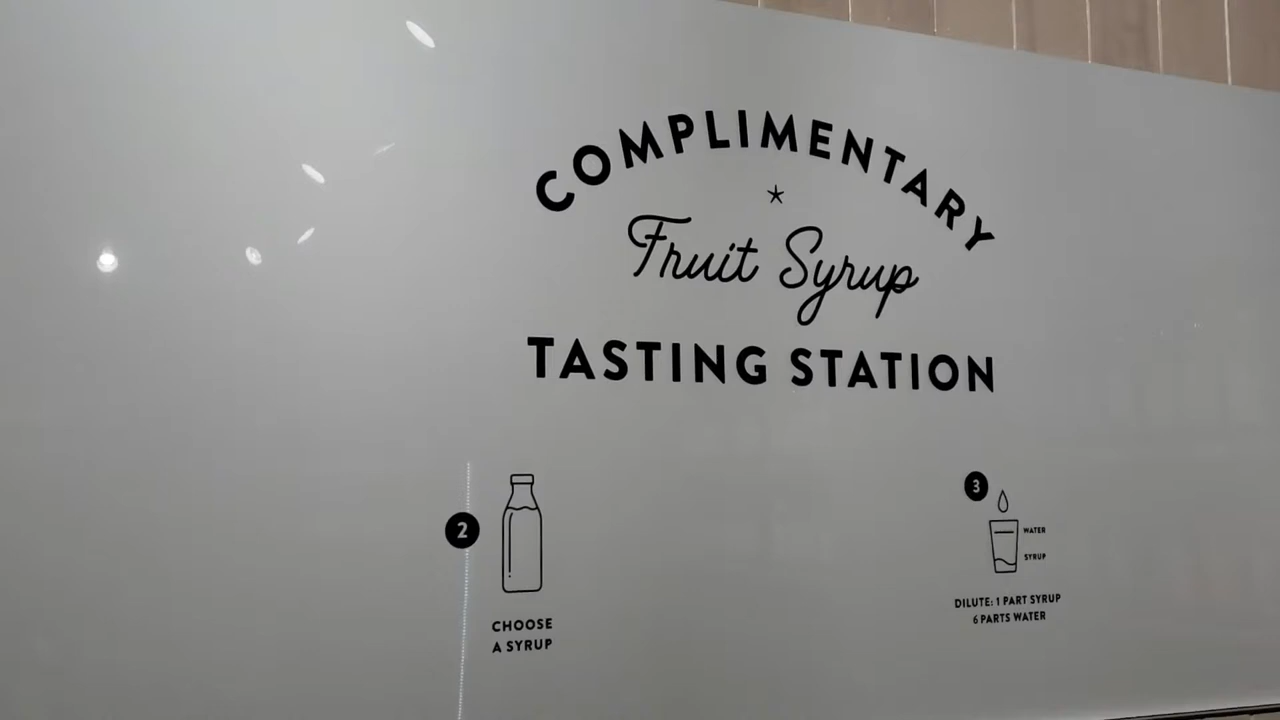 COMPLIMENTARY
Fruit Syrup
TASTING STATION
2
CHOOSE
A SYRUP
3
WATER
SYRUP
DILUTE: 1 PART SYRUP
6 PARTS WATER